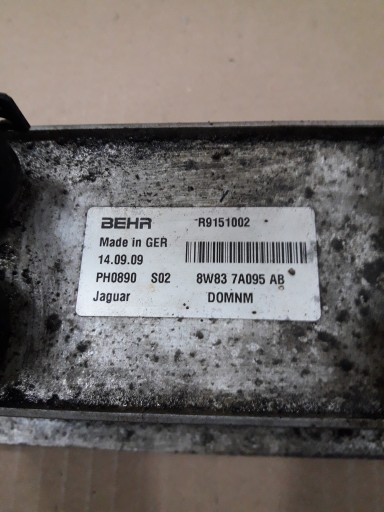 BEHR R9151002
Made in GER
14.09.09
PH0890 S02 8W83 7A095 AB
Jaguar DOMNM